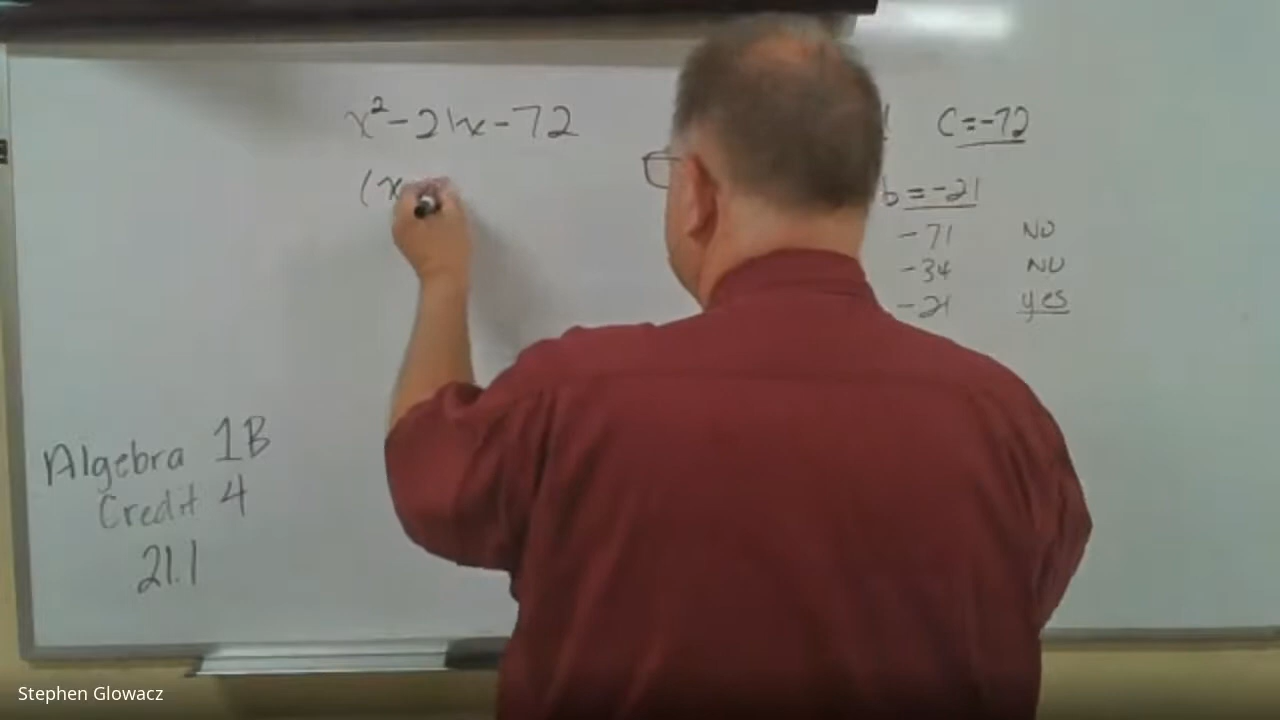 x² - 21x - 72
C = -72
(x
b = -21
-71 NO
-34 NO
-21 yes
Algebra 1B
Credit 4
21.1
Stephen Glowacz